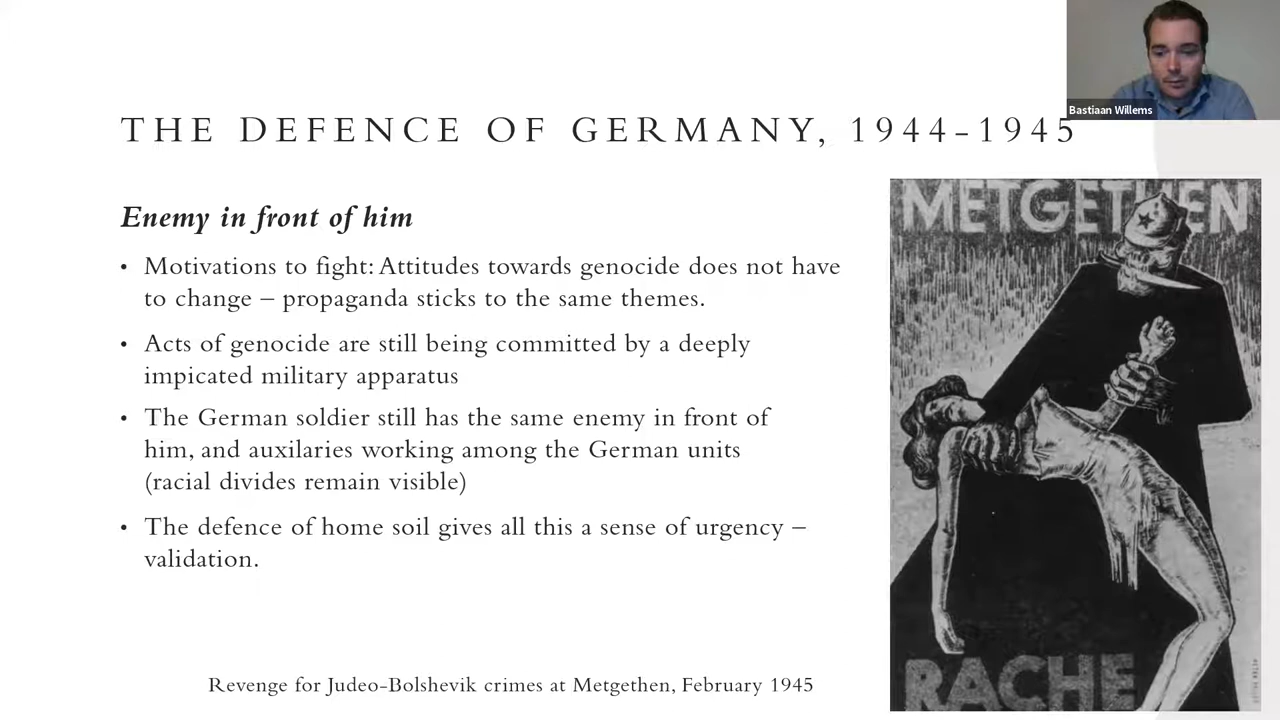 Bastiaan Willems
THE DEFENCE OF GERMANY, 1944–1945
Enemy in front of him
• Motivations to fight: Attitudes towards genocide does not have
to change – propaganda sticks to the same themes.
• Acts of genocide are still being committed by a deeply
impicated military apparatus
• The German soldier still has the same enemy in front of
him, and auxilaries working among the German units
(racial divides remain visible)
• The defence of home soil gives all this a sense of urgency –
validation.
METGETHEN
RACHE
Revenge for Judeo-Bolshevik crimes at Metgethen, February 1945